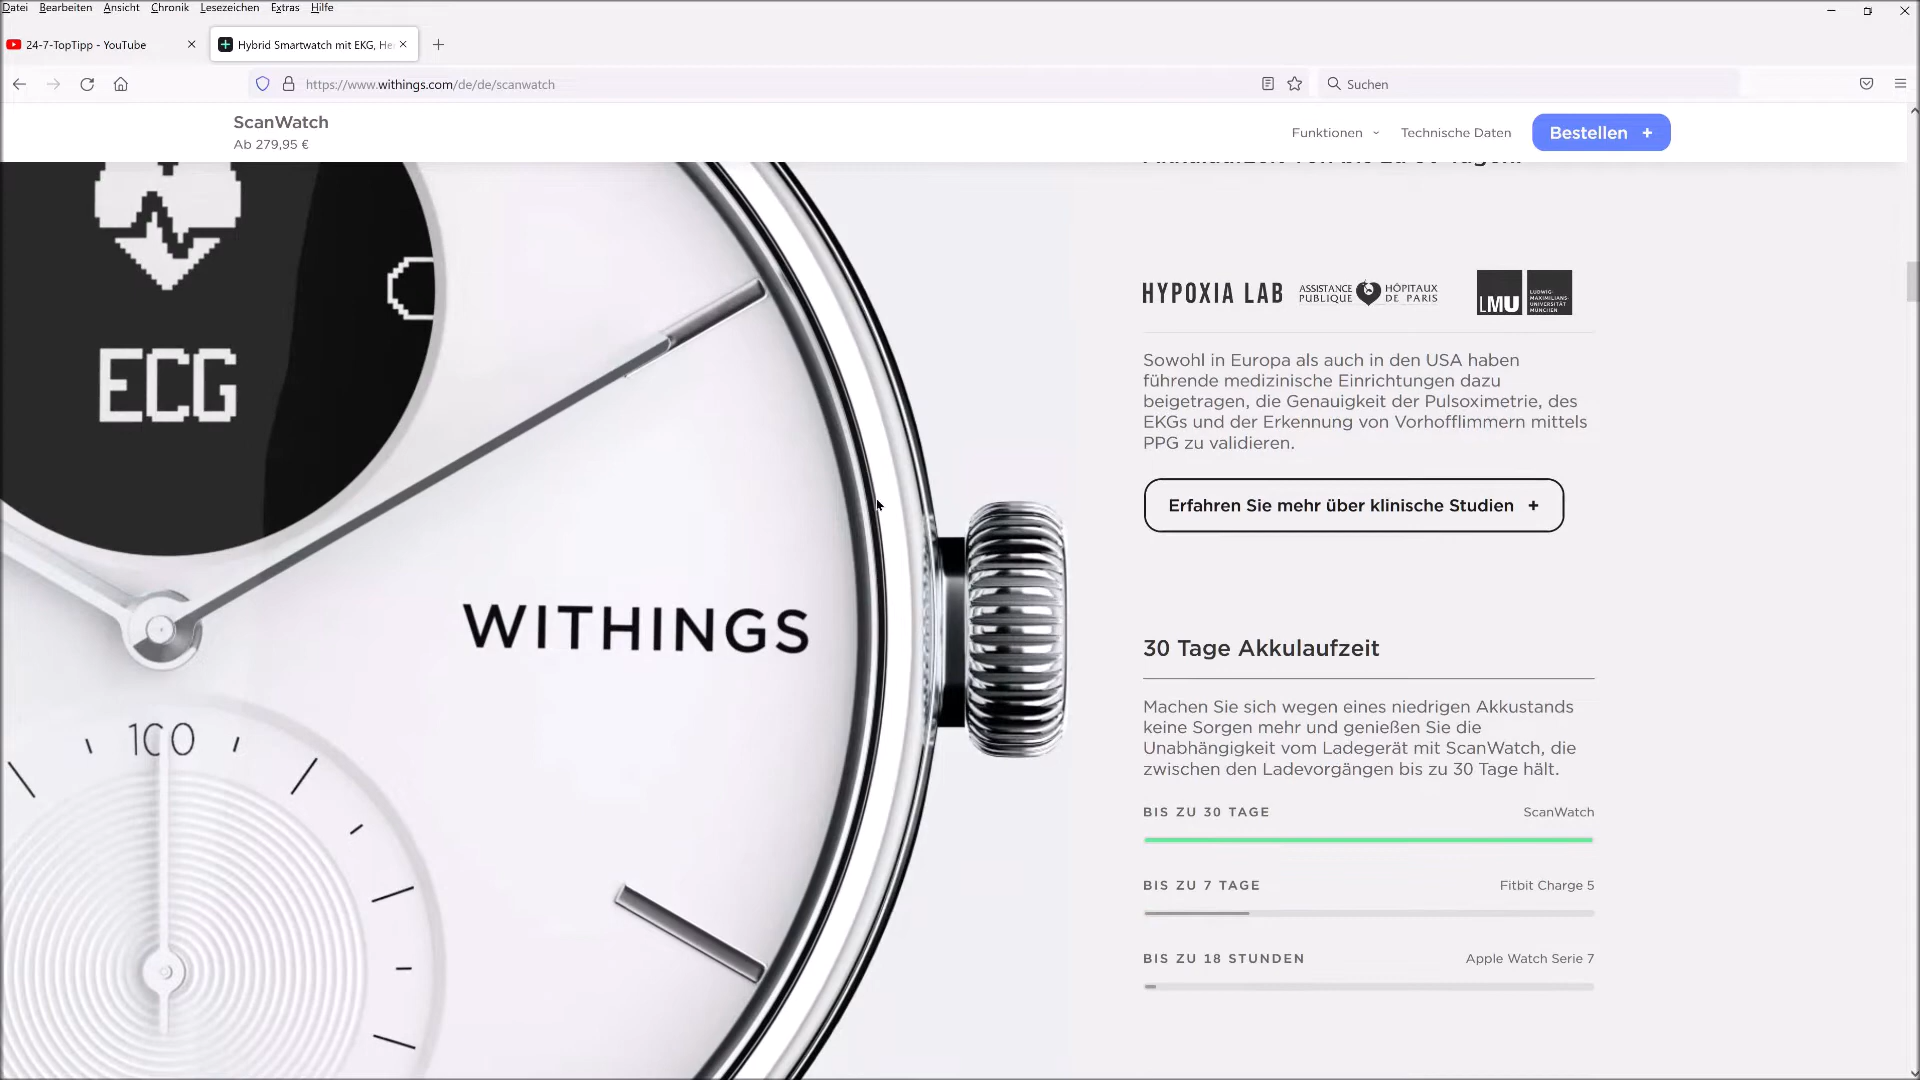 Datei Bearbeiten Ansicht Chronik Lesezeichen Extras Hilfe
24-7-TopTipp - YouTube
Hybrid Smartwatch mit EKG, He
https://www.withings.com/de/de/scanwatch
Suchen
ScanWatch
Ab 279,95 €
Funktionen
Technische Daten
Bestellen +
ECG
WITHINGS
100
HYPOXIA LAB
ASSISTANCE PUBLIQUE
HÔPITAUX DE PARIS
LMU
LUDWIG-
MAXIMILIANS-
UNIVERSITÄT
MÜNCHEN
Sowohl in Europa als auch in den USA haben
führende medizinische Einrichtungen dazu
beigetragen, die Genauigkeit der Pulsoximetrie, des
EKGs und der Erkennung von Vorhofflimmern mittels
PPG zu validieren.
Erfahren Sie mehr über klinische Studien +
30 Tage Akkulaufzeit
Machen Sie sich wegen eines niedrigen Akkustands
keine Sorgen mehr und genießen Sie die
Unabhängigkeit vom Ladegerät mit ScanWatch, die
zwischen den Ladevorgängen bis zu 30 Tage hält.
BIS ZU 30 TAGE ScanWatch
BIS ZU 7 TAGE Fitbit Charge 5
BIS ZU 18 STUNDEN Apple Watch Serie 7